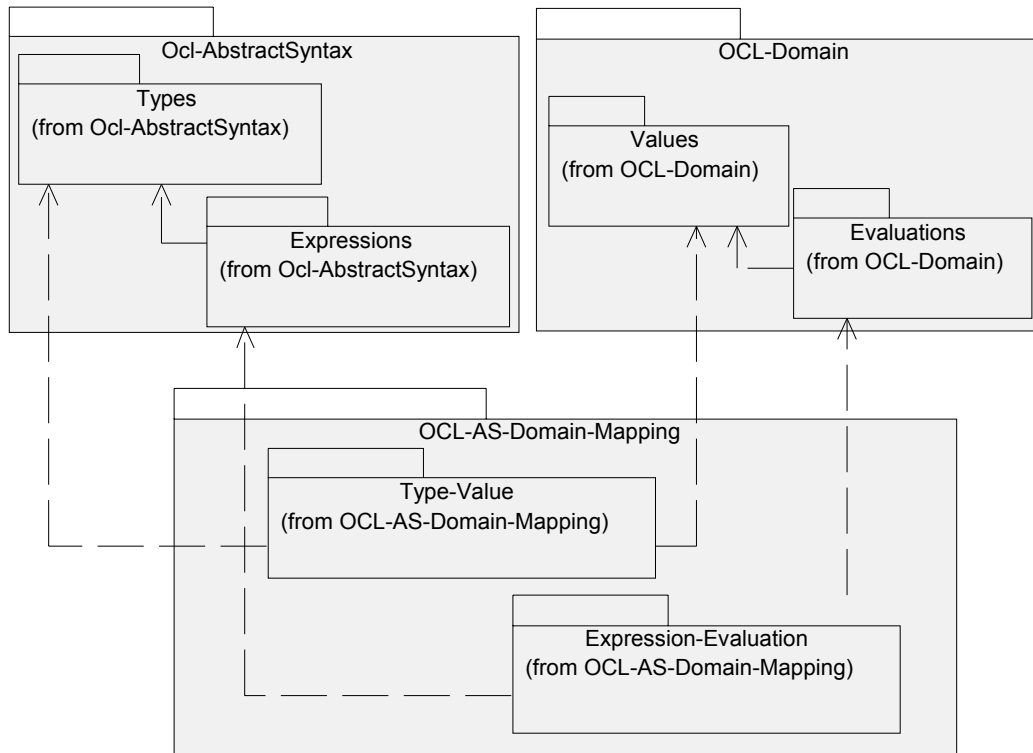 Ocl-AbstractSyntax
Types
(from Ocl-AbstractSyntax)
Expressions
(from Ocl-AbstractSyntax)
OCL-Domain
Values
(from OCL-Domain)
Evaluations
(from OCL-Domain)
OCL-AS-Domain-Mapping
Type-Value
(from OCL-AS-Domain-Mapping)
Expression-Evaluation
(from OCL-AS-Domain-Mapping)